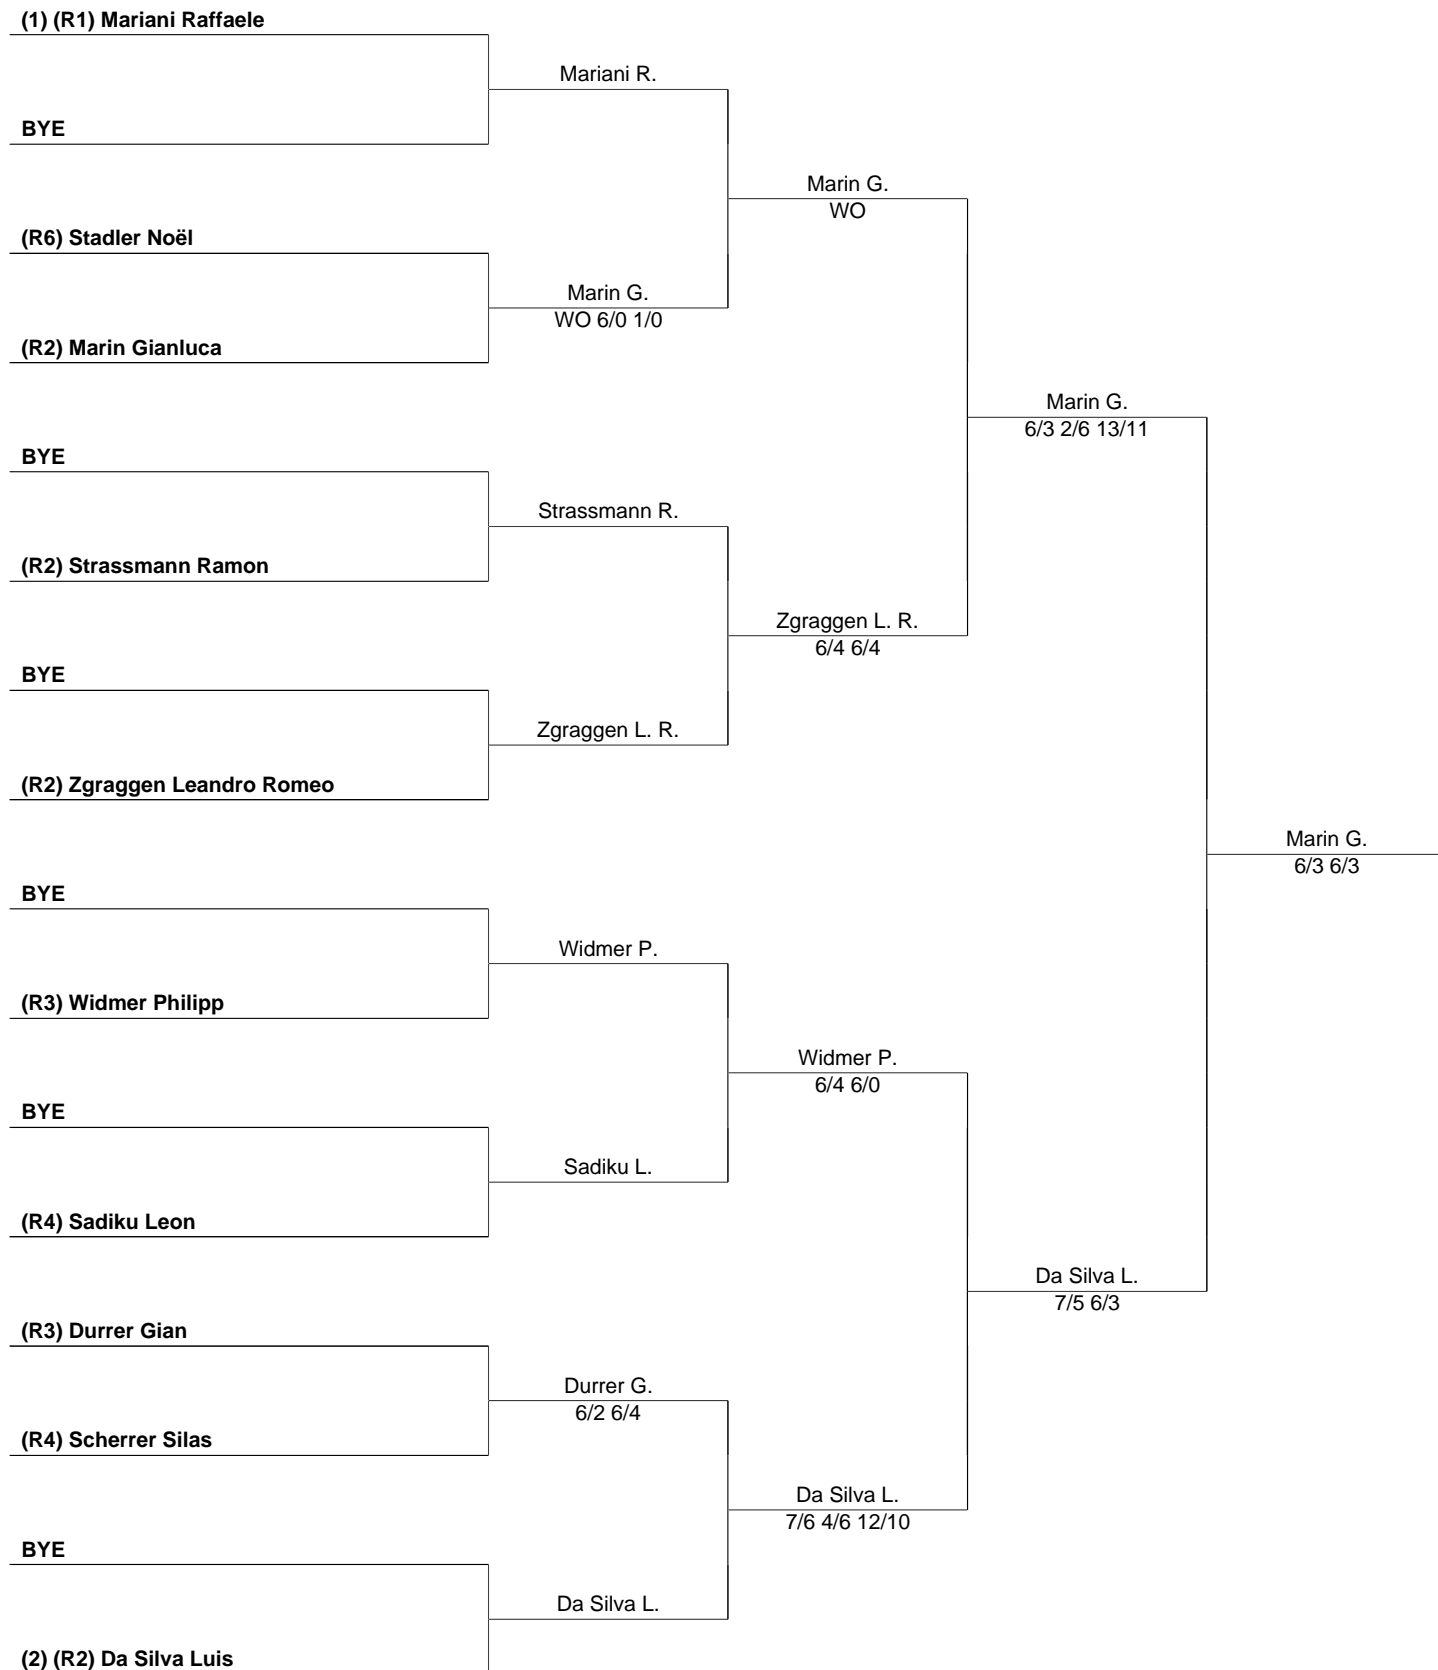 (1) (R1) Mariani Raffaele
Mariani R.
BYE
Marin G.
WO
(R6) Stadler Noël
Marin G.
WO 6/0 1/0
(R2) Marin Gianluca
Marin G.
6/3 2/6 13/11
BYE
Strassmann R.
(R2) Strassmann Ramon
Zgraggen L. R.
6/4 6/4
BYE
Zgraggen L. R.
(R2) Zgraggen Leandro Romeo
Marin G.
6/3 6/3
BYE
Widmer P.
(R3) Widmer Philipp
Widmer P.
6/4 6/0
BYE
Sadiku L.
(R4) Sadiku Leon
Da Silva L.
7/5 6/3
(R3) Durrer Gian
Durrer G.
6/2 6/4
(R4) Scherrer Silas
Da Silva L.
7/6 4/6 12/10
BYE
Da Silva L.
(2) (R2) Da Silva Luis